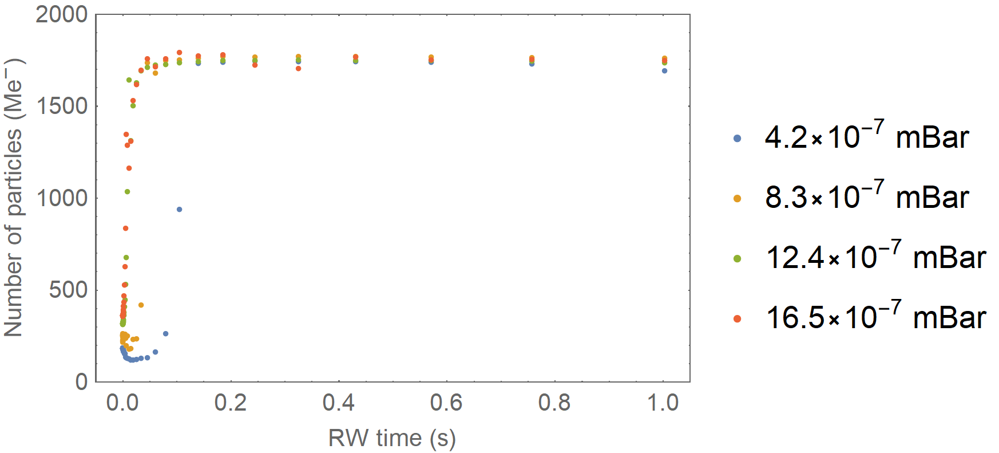 2000
1500
1000
500
0
Number of particles (Me⁻)
0.0 0.2 0.4 0.6 0.8 1.0
RW time (s)
4.2×10⁻⁷ mBar
8.3×10⁻⁷ mBar
12.4×10⁻⁷ mBar
16.5×10⁻⁷ mBar